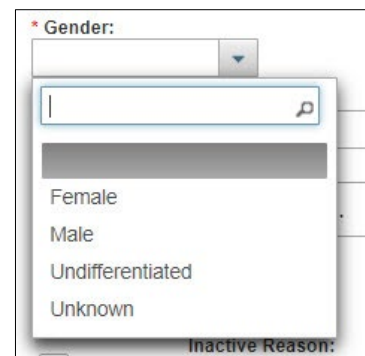 * Gender:
Female
Male
Undifferentiated
Unknown
Inactive Reason: